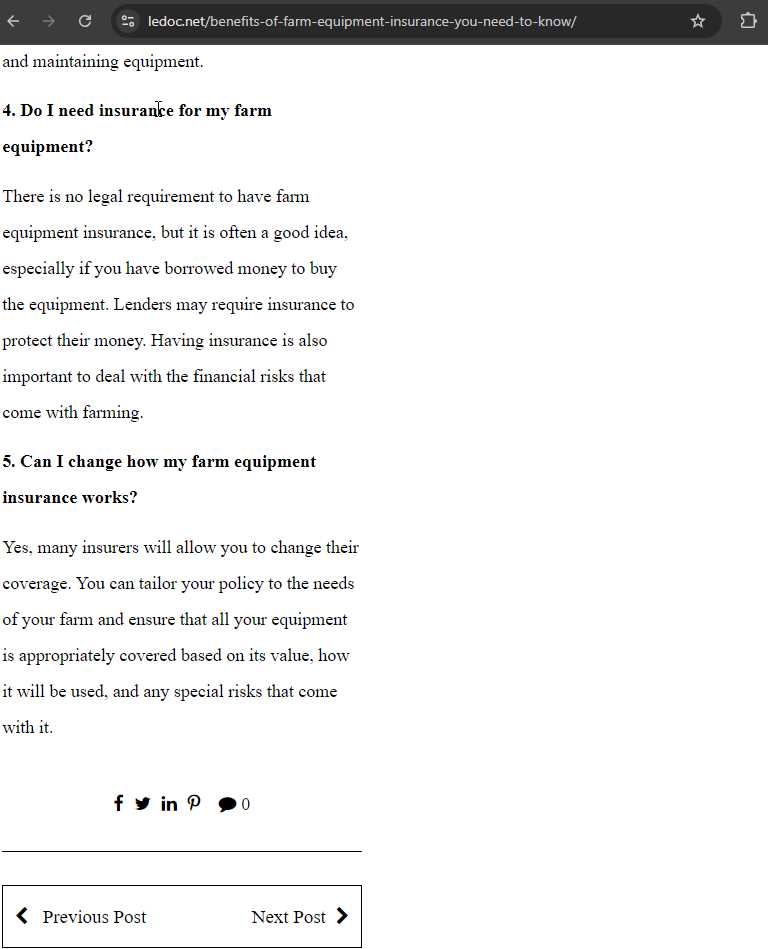 ledoc.net/benefits-of-farm-equipment-insurance-you-need-to-know/
and maintaining equipment.
4. Do I need insurance for my farm
equipment?
There is no legal requirement to have farm
equipment insurance, but it is often a good idea,
especially if you have borrowed money to buy
the equipment. Lenders may require insurance to
protect their money. Having insurance is also
important to deal with the financial risks that
come with farming.
5. Can I change how my farm equipment
insurance works?
Yes, many insurers will allow you to change their
coverage. You can tailor your policy to the needs
of your farm and ensure that all your equipment
is appropriately covered based on its value, how
it will be used, and any special risks that come
with it.
0
Previous Post Next Post